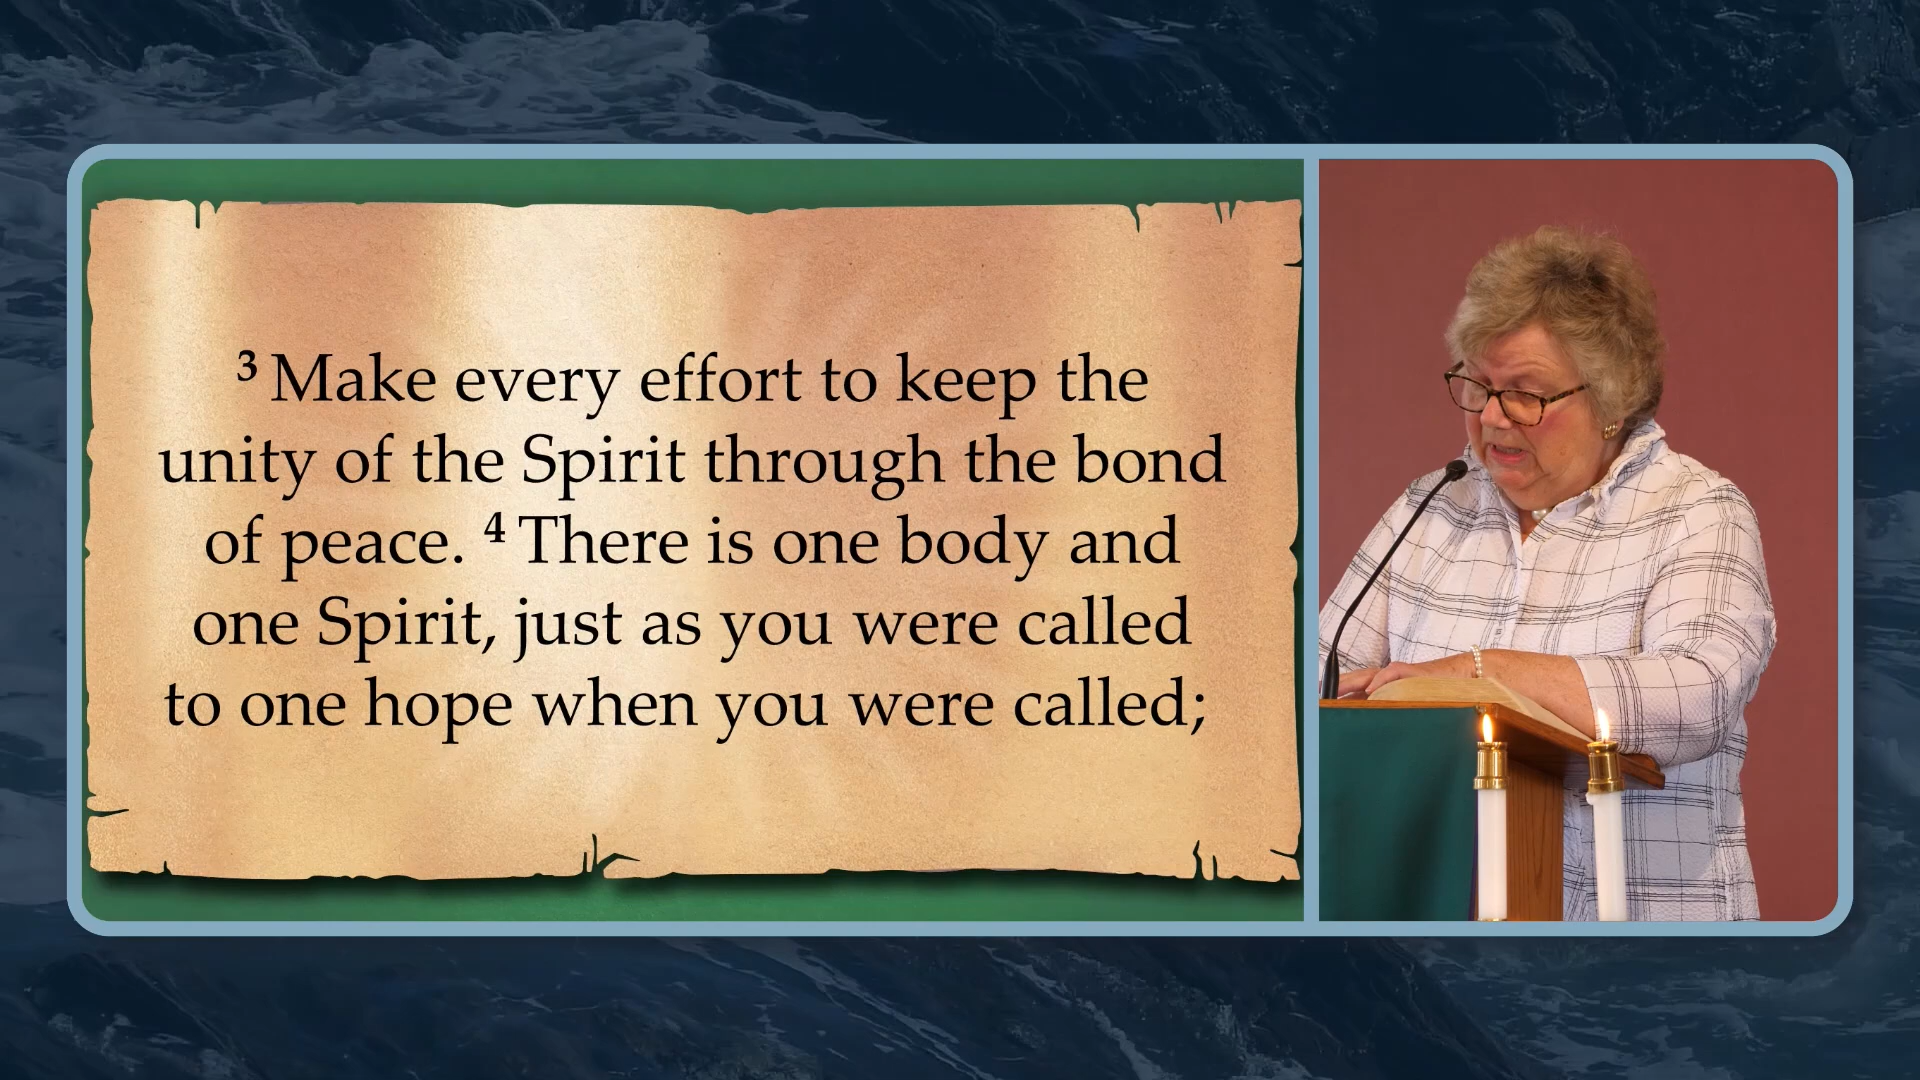 3 Make every effort to keep the
unity of the Spirit through the bond
of peace. 4 There is one body and
one Spirit, just as you were called
to one hope when you were called;